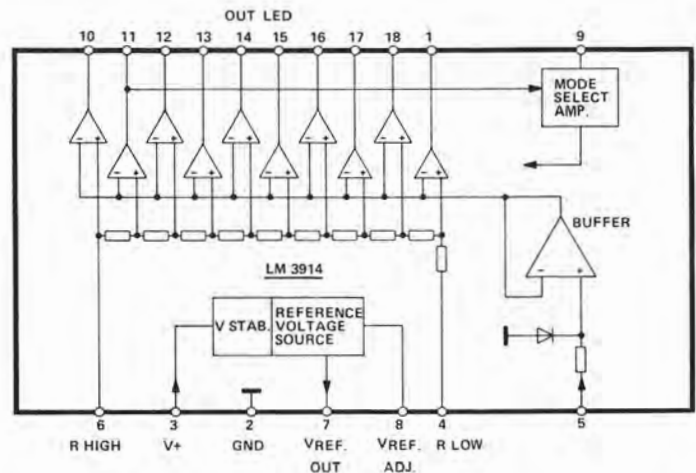 OUT LED
10 11 12 13 14 15 16 17 18 1 9
MODE
SELECT
AMP.
- + - + - + - + - + - + - + - + - + - +
BUFFER
- +
LM 3914
V STAB.
REFERENCE
VOLTAGE
SOURCE
6 3 2 7 8 4 5
R HIGH V+ GND VREF. VREF. R LOW
OUT ADJ.